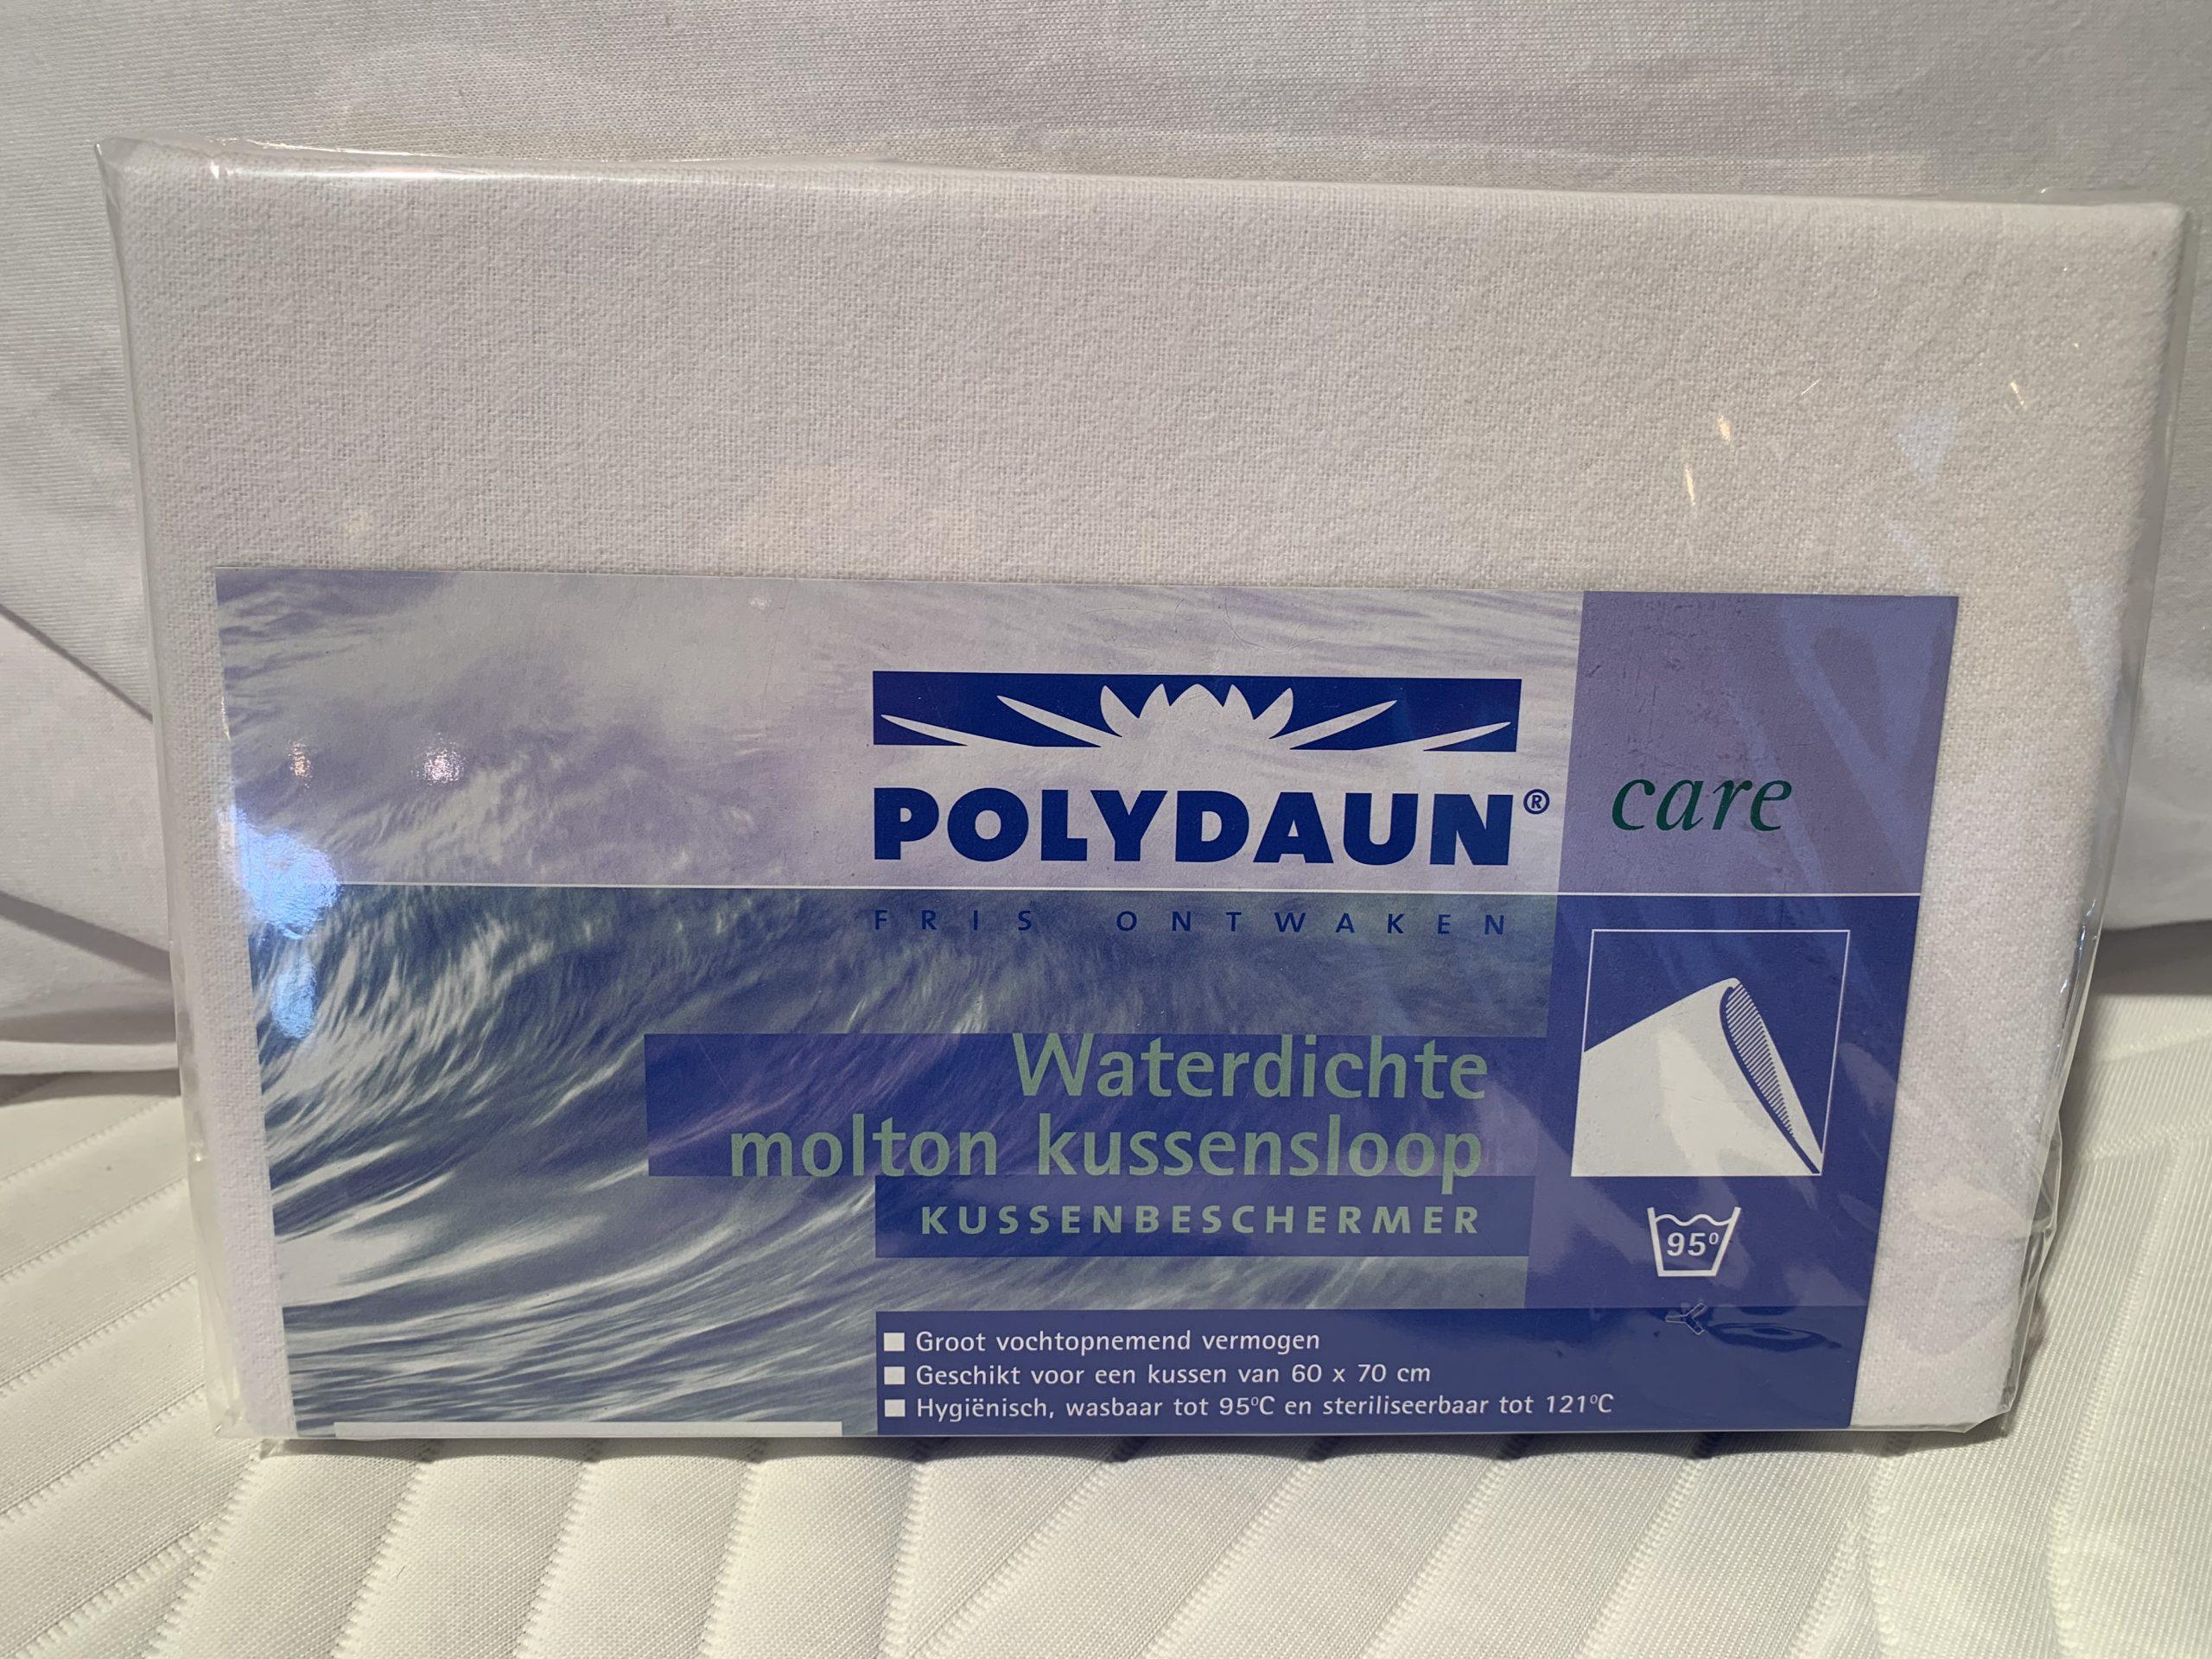 POLYDAUN®
care
FRIS ONTWAKEN
Waterdichte
molton kussensloop
KUSSENBESCHERMER
95°
Groot vochtopnemend vermogen
Geschikt voor een kussen van 60 x 70 cm
Hygiënisch, wasbaar tot 95°C en steriliseerbaar tot 121°C